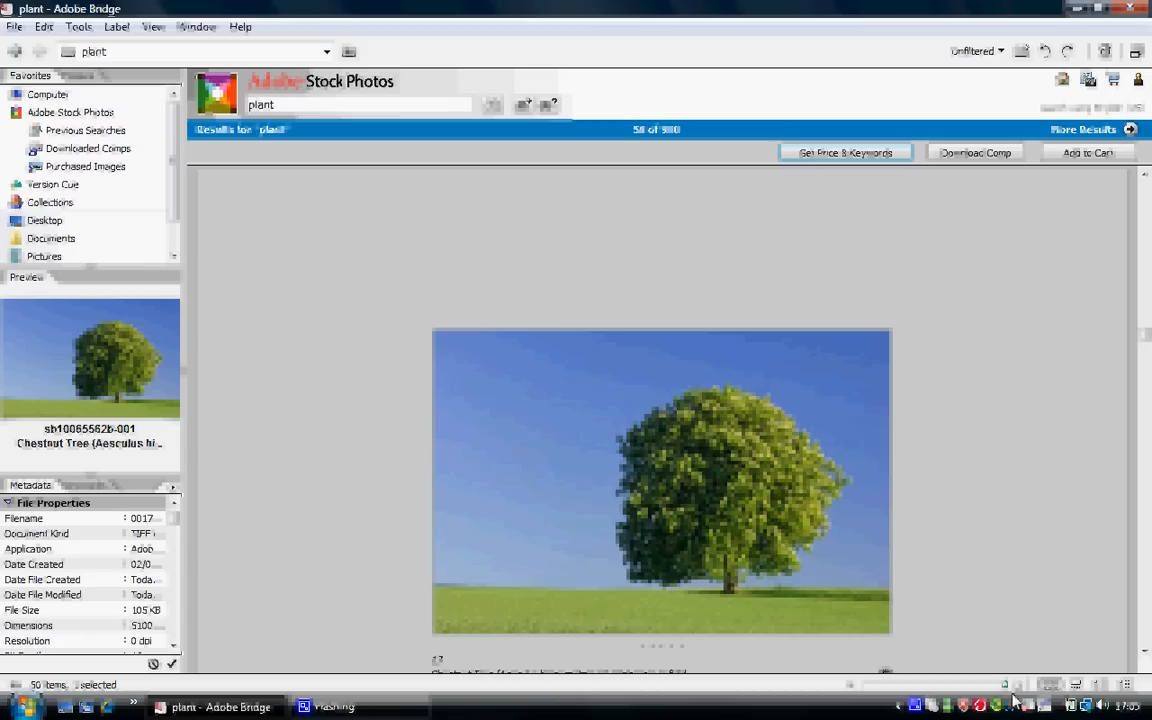 plant - Adobe Bridge
File Edit Tools Label View Window Help
plant
Unfiltered
Favorites
Computer
Adobe Stock Photos
Previous Searches
Downloaded Comps
Purchased Images
Version Cue
Collections
Desktop
Documents
Pictures
Adobe Stock Photos
plant
Results for plant
More Results
Get Price & Keywords
Download Comp
Add to Cart
Preview
sb10065562b-001
Chestnut Tree (Aesculus hi...
Metadata
File Properties
Filename : 0017...
Document Kind : TIFF
Application : Adob...
Date Created : 02/0...
Date File Created : Toda...
Date File Modified : Toda...
File Size : 105 KB
Dimensions : 5100
Resolution : 0 dpi
17
50 items, 1 selected
plant - Adobe Bridge
17:05